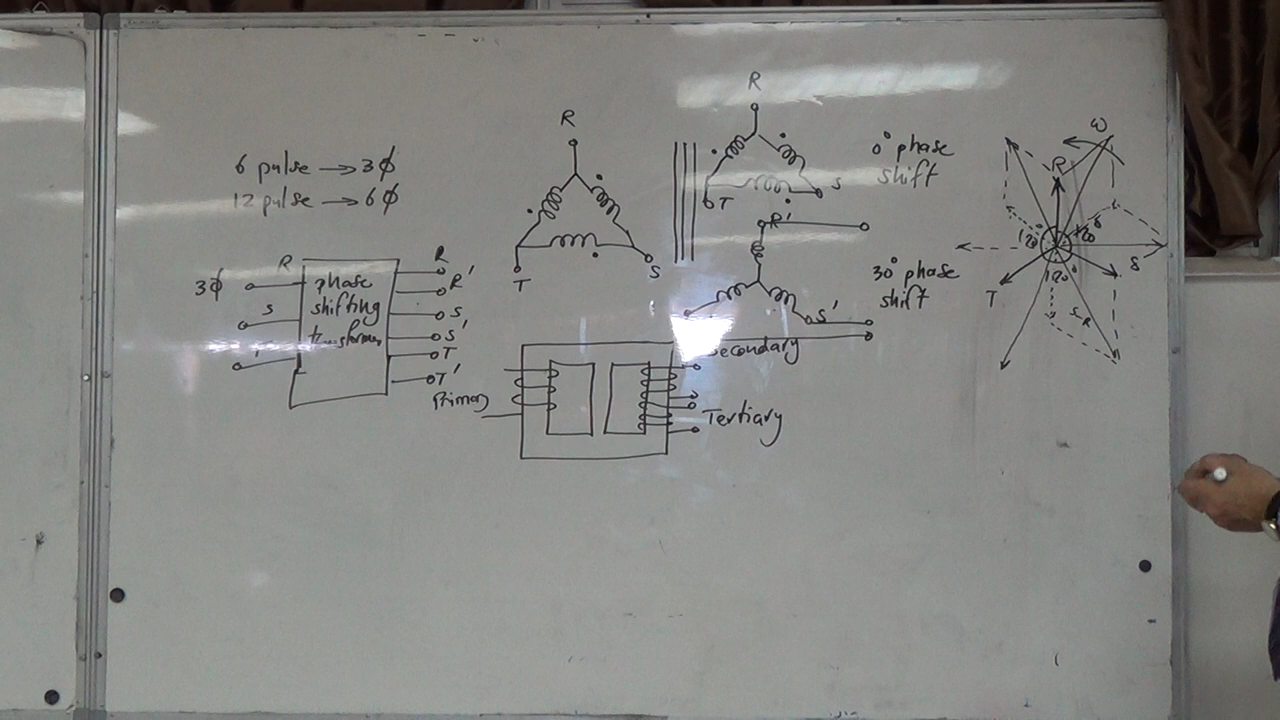 6 pulse → 3ϕ
12 pulse → 6ϕ
3ϕ
R
S
phase
shifting
transformer
R
R'
S
S'
T
T'
R
T
S
R
T
S
0° phase
shift
R'
S'
30° phase
shift
Primary
Secondary
Tertiary
ω
R
120°
120°
120°
S
T